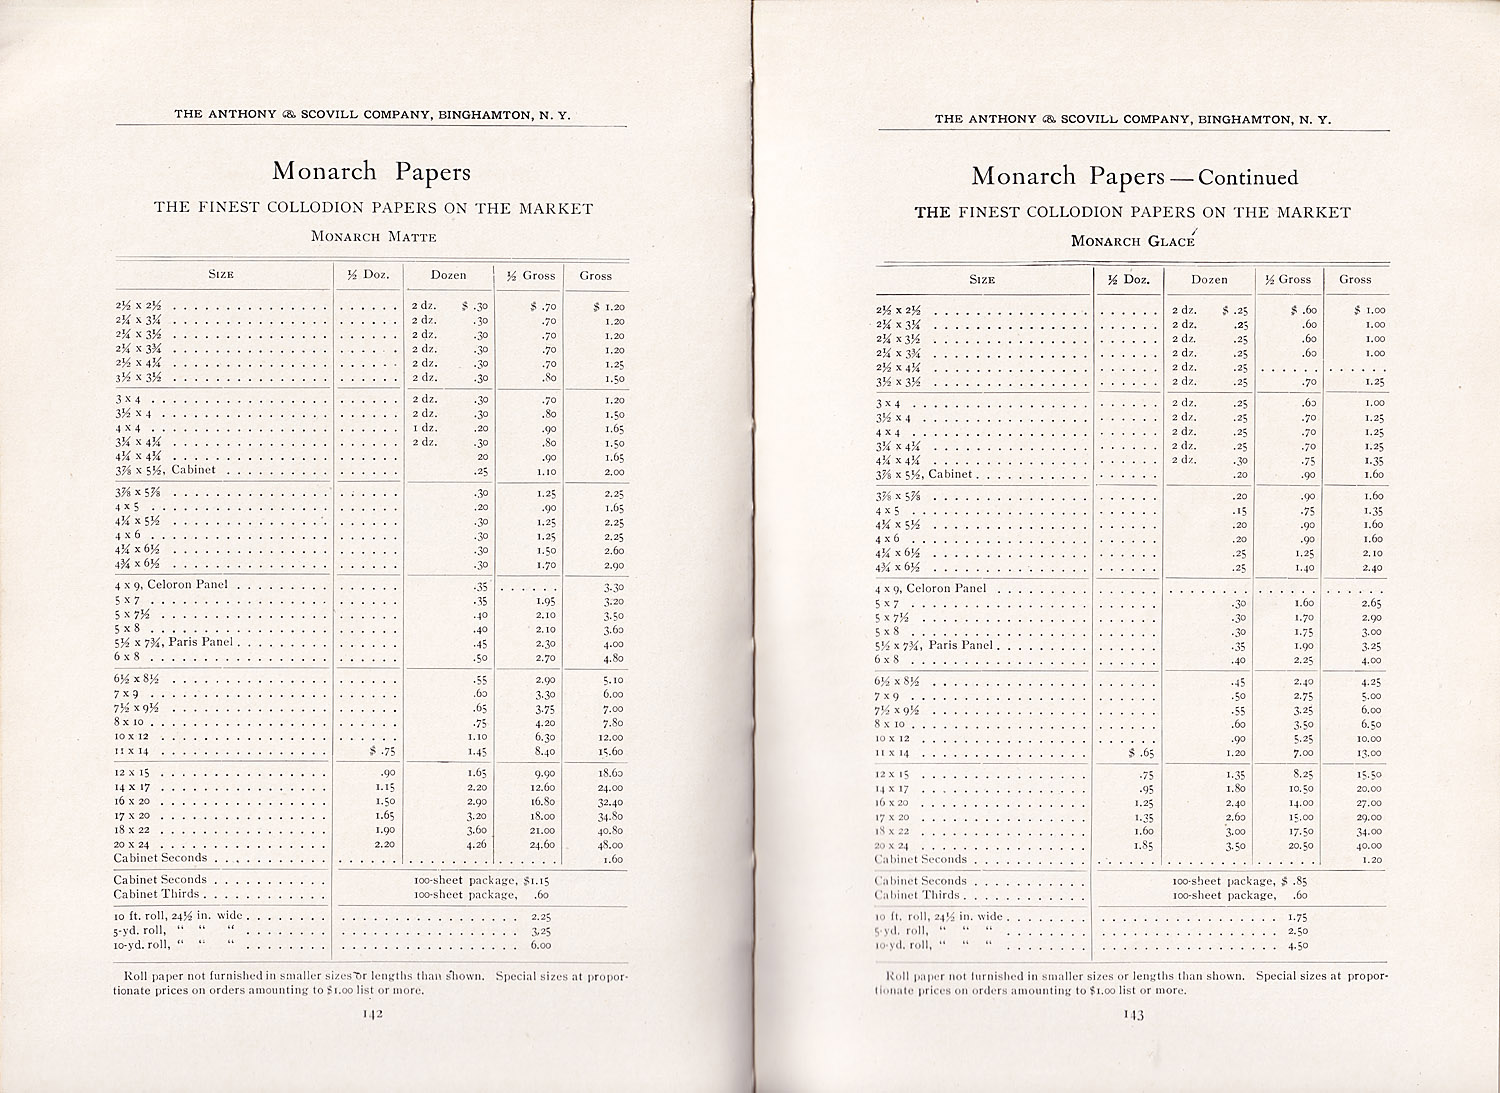 THE ANTHONY & SCOVILL COMPANY, BINGHAMTON, N. Y.
Monarch Papers
THE FINEST COLLODION PAPERS ON THE MARKET
MONARCH MATTE
SIZE ½ Doz. Dozen ½ Gross Gross
2½ x 2½ 2 dz. $ .30 $ .70 $ 1.20
2¼ x 3¼ 2 dz. .30 .70 1.20
2¼ x 3½ 2 dz. .30 .70 1.20
2¼ x 3¾ 2 dz. .30 .70 1.20
2½ x 4¼ 2 dz. .30 .70 1.25
3½ x 3½ 2 dz. .30 .80 1.50
3 x 4 2 dz. .30 .70 1.20
3½ x 4 2 dz. .30 .80 1.50
4 x 4 1 dz. .20 .90 1.65
3¼ x 4¼ 2 dz. .30 .80 1.50
4¼ x 4¼ 20 .90 1.65
3⅞ x 5½, Cabinet .25 1.10 2.00
3⅞ x 5⅞ .30 1.25 2.25
4 x 5 .20 .90 1.65
4¼ x 5½ .30 1.25 2.25
4 x 6 .30 1.25 2.25
4¼ x 6½ .30 1.50 2.60
4¾ x 6½ .30 1.70 2.90
4 x 9, Celoron Panel .35 3.30
5 x 7 .35 1.95 3.20
5 x 7½ .40 2.10 3.50
5 x 8 .40 2.10 3.60
5½ x 7¾, Paris Panel .45 2.30 4.00
6 x 8 .50 2.70 4.80
6½ x 8½ .55 2.90 5.10
7 x 9 .60 3.30 6.00
7½ x 9½ .65 3.75 7.00
8 x 10 .75 4.20 7.80
10 x 12 1.10 6.30 12.00
11 x 14 $ .75 1.45 8.40 15.60
12 x 15 .90 1.65 9.90 18.60
14 x 17 1.15 2.20 12.60 24.00
16 x 20 1.50 2.90 16.80 32.40
17 x 20 1.65 3.20 18.00 34.80
18 x 22 1.90 3.60 21.00 40.80
20 x 24 2.20 4.26 24.60 48.00
Cabinet Seconds 1.60
Cabinet Seconds 100-sheet package, $1.15
Cabinet Thirds 100-sheet package, .60
10 ft. roll, 24½ in. wide 2.25
5-yd. roll, " " " 3.25
10-yd. roll, " " " 6.00
Roll paper not furnished in smaller sizes or lengths than shown. Special sizes at propor-
tionate prices on orders amounting to $1.00 list or more.
142
THE ANTHONY & SCOVILL COMPANY, BINGHAMTON, N. Y.
Monarch Papers — Continued
THE FINEST COLLODION PAPERS ON THE MARKET
MONARCH GLACÉ
SIZE ½ Doz. Dozen ½ Gross Gross
2½ x 2½ 2 dz. $ .25 $ .60 $ 1.00
2¼ x 3¼ 2 dz. .25 .60 1.00
2¼ x 3½ 2 dz. .25 .60 1.00
2¼ x 3¾ 2 dz. .25 .60 1.00
2½ x 4¼ 2 dz. .25
3½ x 3½ 2 dz. .25 .70 1.25
3 x 4 2 dz. .25 .60 1.00
3½ x 4 2 dz. .25 .70 1.25
4 x 4 2 dz. .25 .70 1.25
3¼ x 4¼ 2 dz. .25 .70 1.25
4¼ x 4¼ 2 dz. .30 .75 1.35
3⅞ x 5½, Cabinet .20 .90 1.60
3⅞ x 5⅞ .20 .90 1.60
4 x 5 .15 .75 1.35
4¼ x 5½ .20 .90 1.60
4 x 6 .20 .90 1.60
4¼ x 6½ .25 1.25 2.10
4¾ x 6½ .25 1.40 2.40
4 x 9, Celoron Panel
5 x 7 .30 1.60 2.65
5 x 7½ .30 1.70 2.90
5 x 8 .30 1.75 3.00
5½ x 7¾, Paris Panel .35 1.90 3.25
6 x 8 .40 2.25 4.00
6½ x 8½ .45 2.40 4.25
7 x 9 .50 2.75 5.00
7½ x 9½ .55 3.25 6.00
8 x 10 .60 3.50 6.50
10 x 12 .90 5.25 10.00
11 x 14 $ .65 1.20 7.00 13.00
12 x 15 .75 1.35 8.25 15.50
14 x 17 .95 1.80 10.50 20.00
16 x 20 1.25 2.40 14.00 27.00
17 x 20 1.35 2.60 15.00 29.00
18 x 22 1.60 3.00 17.50 34.00
20 x 24 1.85 3.50 20.50 40.00
Cabinet Seconds 1.20
Cabinet Seconds 100-sheet package, $ .85
Cabinet Thirds 100-sheet package, .60
10 ft. roll, 24½ in. wide 1.75
5-yd. roll, " " " 2.50
10-yd. roll, " " " 4.50
Roll paper not furnished in smaller sizes or lengths than shown. Special sizes at propor-
tionate prices on orders amounting to $1.00 list or more.
143